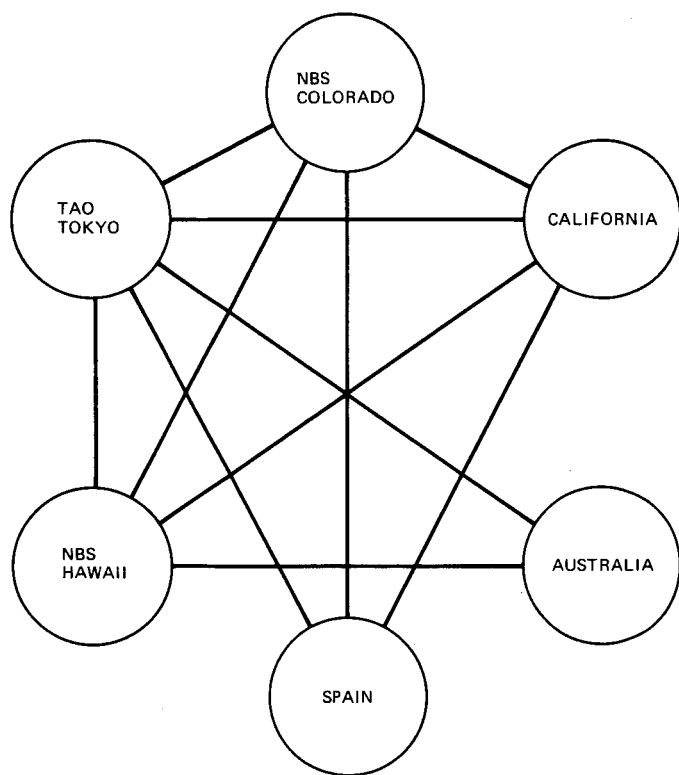 NBS
COLORADO
TAO
TOKYO
CALIFORNIA
NBS
HAWAII
AUSTRALIA
SPAIN